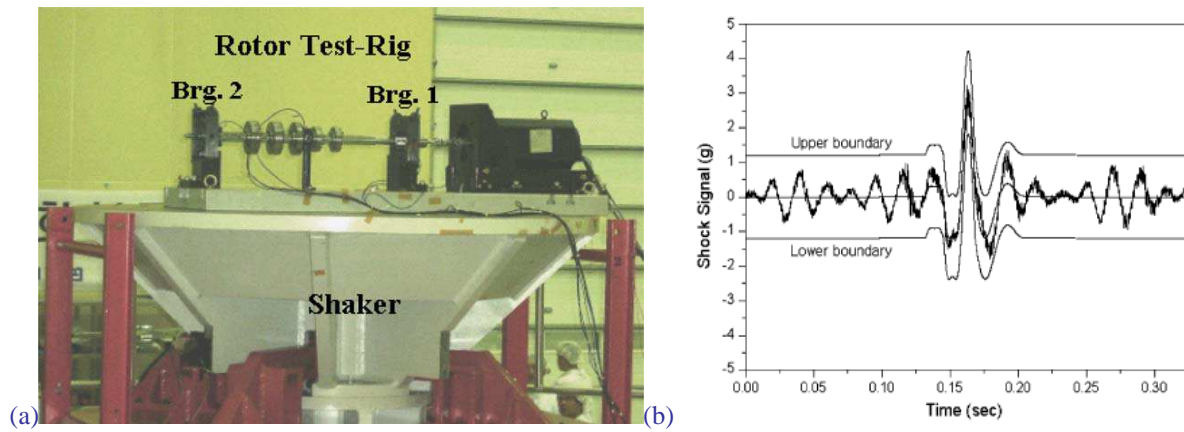 Rotor Test-Rig
Brg. 2
Brg. 1
Shaker
(a)
(b)
Shock Signal (g)
5
4
3
2
1
0
-1
-2
-3
-4
-5
Upper boundary
Lower boundary
0.00 0.05 0.10 0.15 0.20 0.25 0.30
Time (sec)